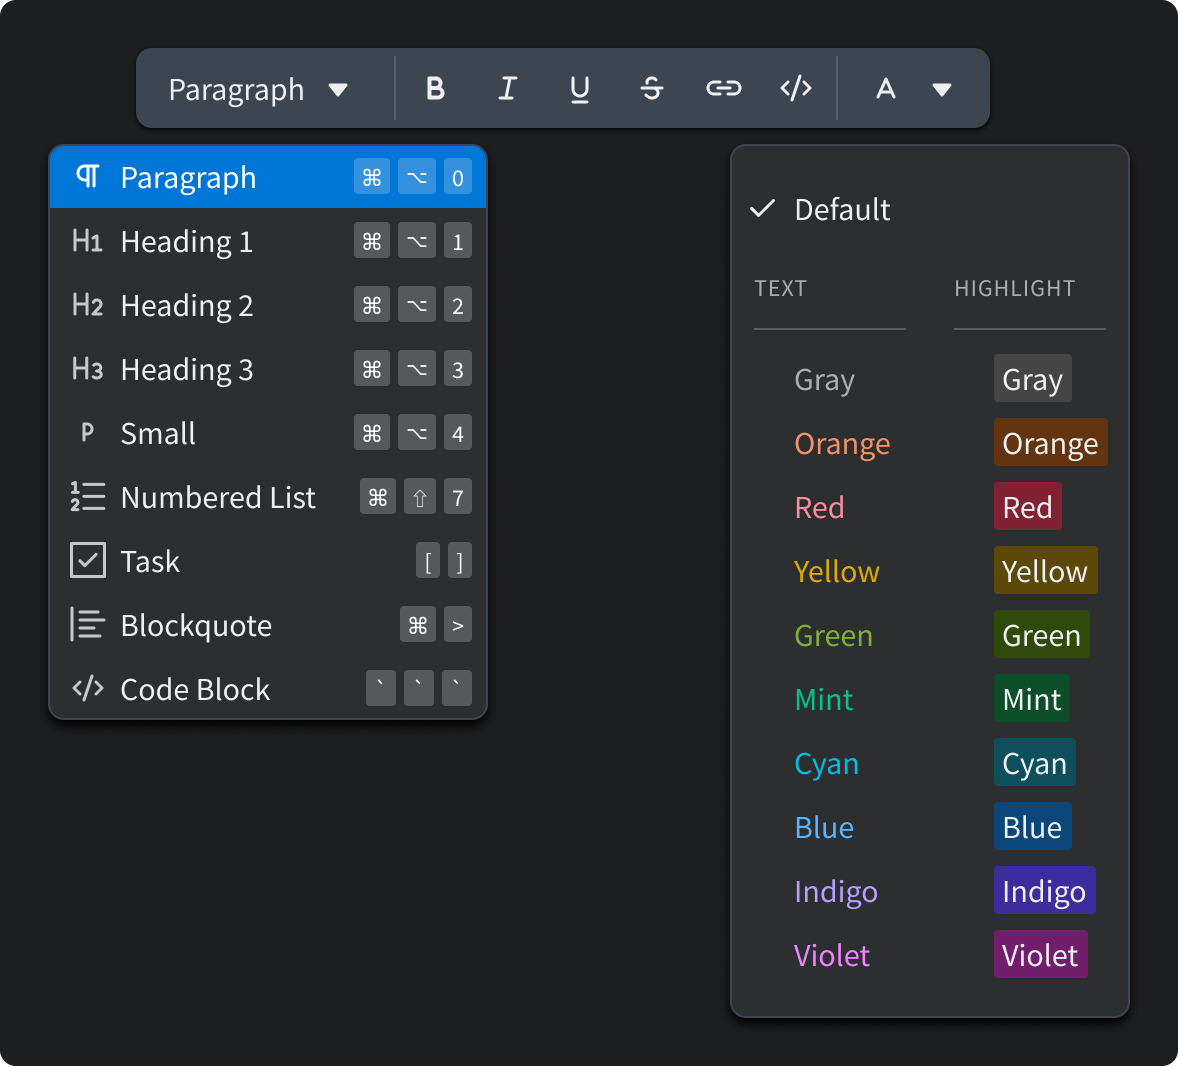 Paragraph B I U S </> A
Paragraph ⌘ ⌥ 0
H1 Heading 1 ⌘ ⌥ 1
H2 Heading 2 ⌘ ⌥ 2
H3 Heading 3 ⌘ ⌥ 3
P Small ⌘ ⌥ 4
Numbered List ⌘ ⇧ 7
Task [ ]
Blockquote ⌘ >
</> Code Block ` ` `
Default
TEXT HIGHLIGHT
Gray Gray
Orange Orange
Red Red
Yellow Yellow
Green Green
Mint Mint
Cyan Cyan
Blue Blue
Indigo Indigo
Violet Violet